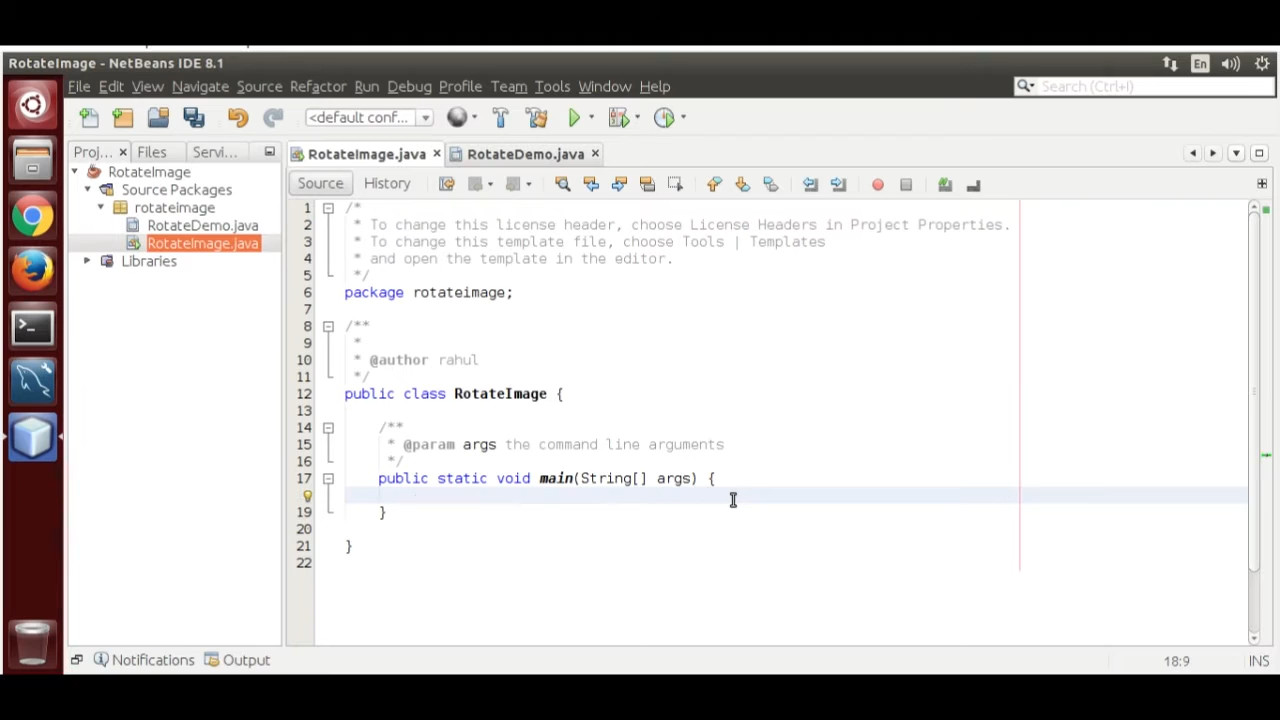 RotateImage - NetBeans IDE 8.1
En
File Edit View Navigate Source Refactor Run Debug Profile Team Tools Window Help
Search (Ctrl+I)
<default conf...
Proj... Files Servi...
RotateImage.java RotateDemo.java
RotateImage
Source Packages
rotateimage
RotateDemo.java
RotateImage.java
Libraries
Source History
1 /*
2 * To change this license header, choose License Headers in Project Properties.
3 * To change this template file, choose Tools | Templates
4 * and open the template in the editor.
5 */
6 package rotateimage;
7
8 /**
9 *
10 * @author rahul
11 */
12 public class RotateImage {
13
14 /**
15 * @param args the command line arguments
16 */
17 public static void main(String[] args) {
19 }
20
21 }
22
Notifications Output
18:9 INS